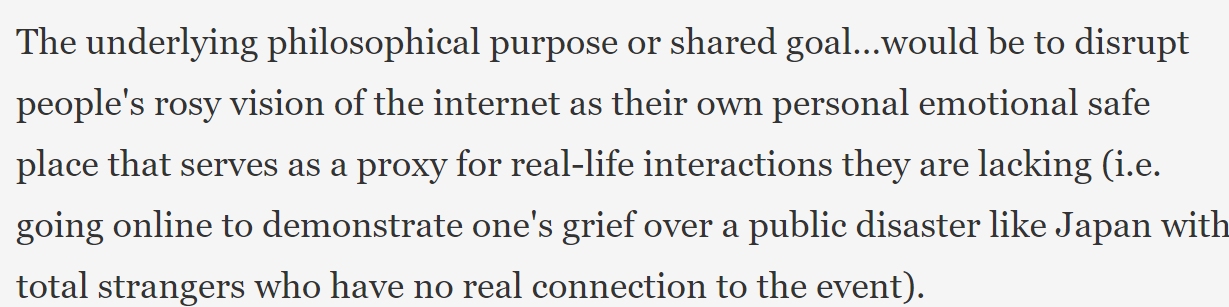 The underlying philosophical purpose or shared goal...would be to disrupt
people's rosy vision of the internet as their own personal emotional safe
place that serves as a proxy for real-life interactions they are lacking (i.e.
going online to demonstrate one's grief over a public disaster like Japan with
total strangers who have no real connection to the event).